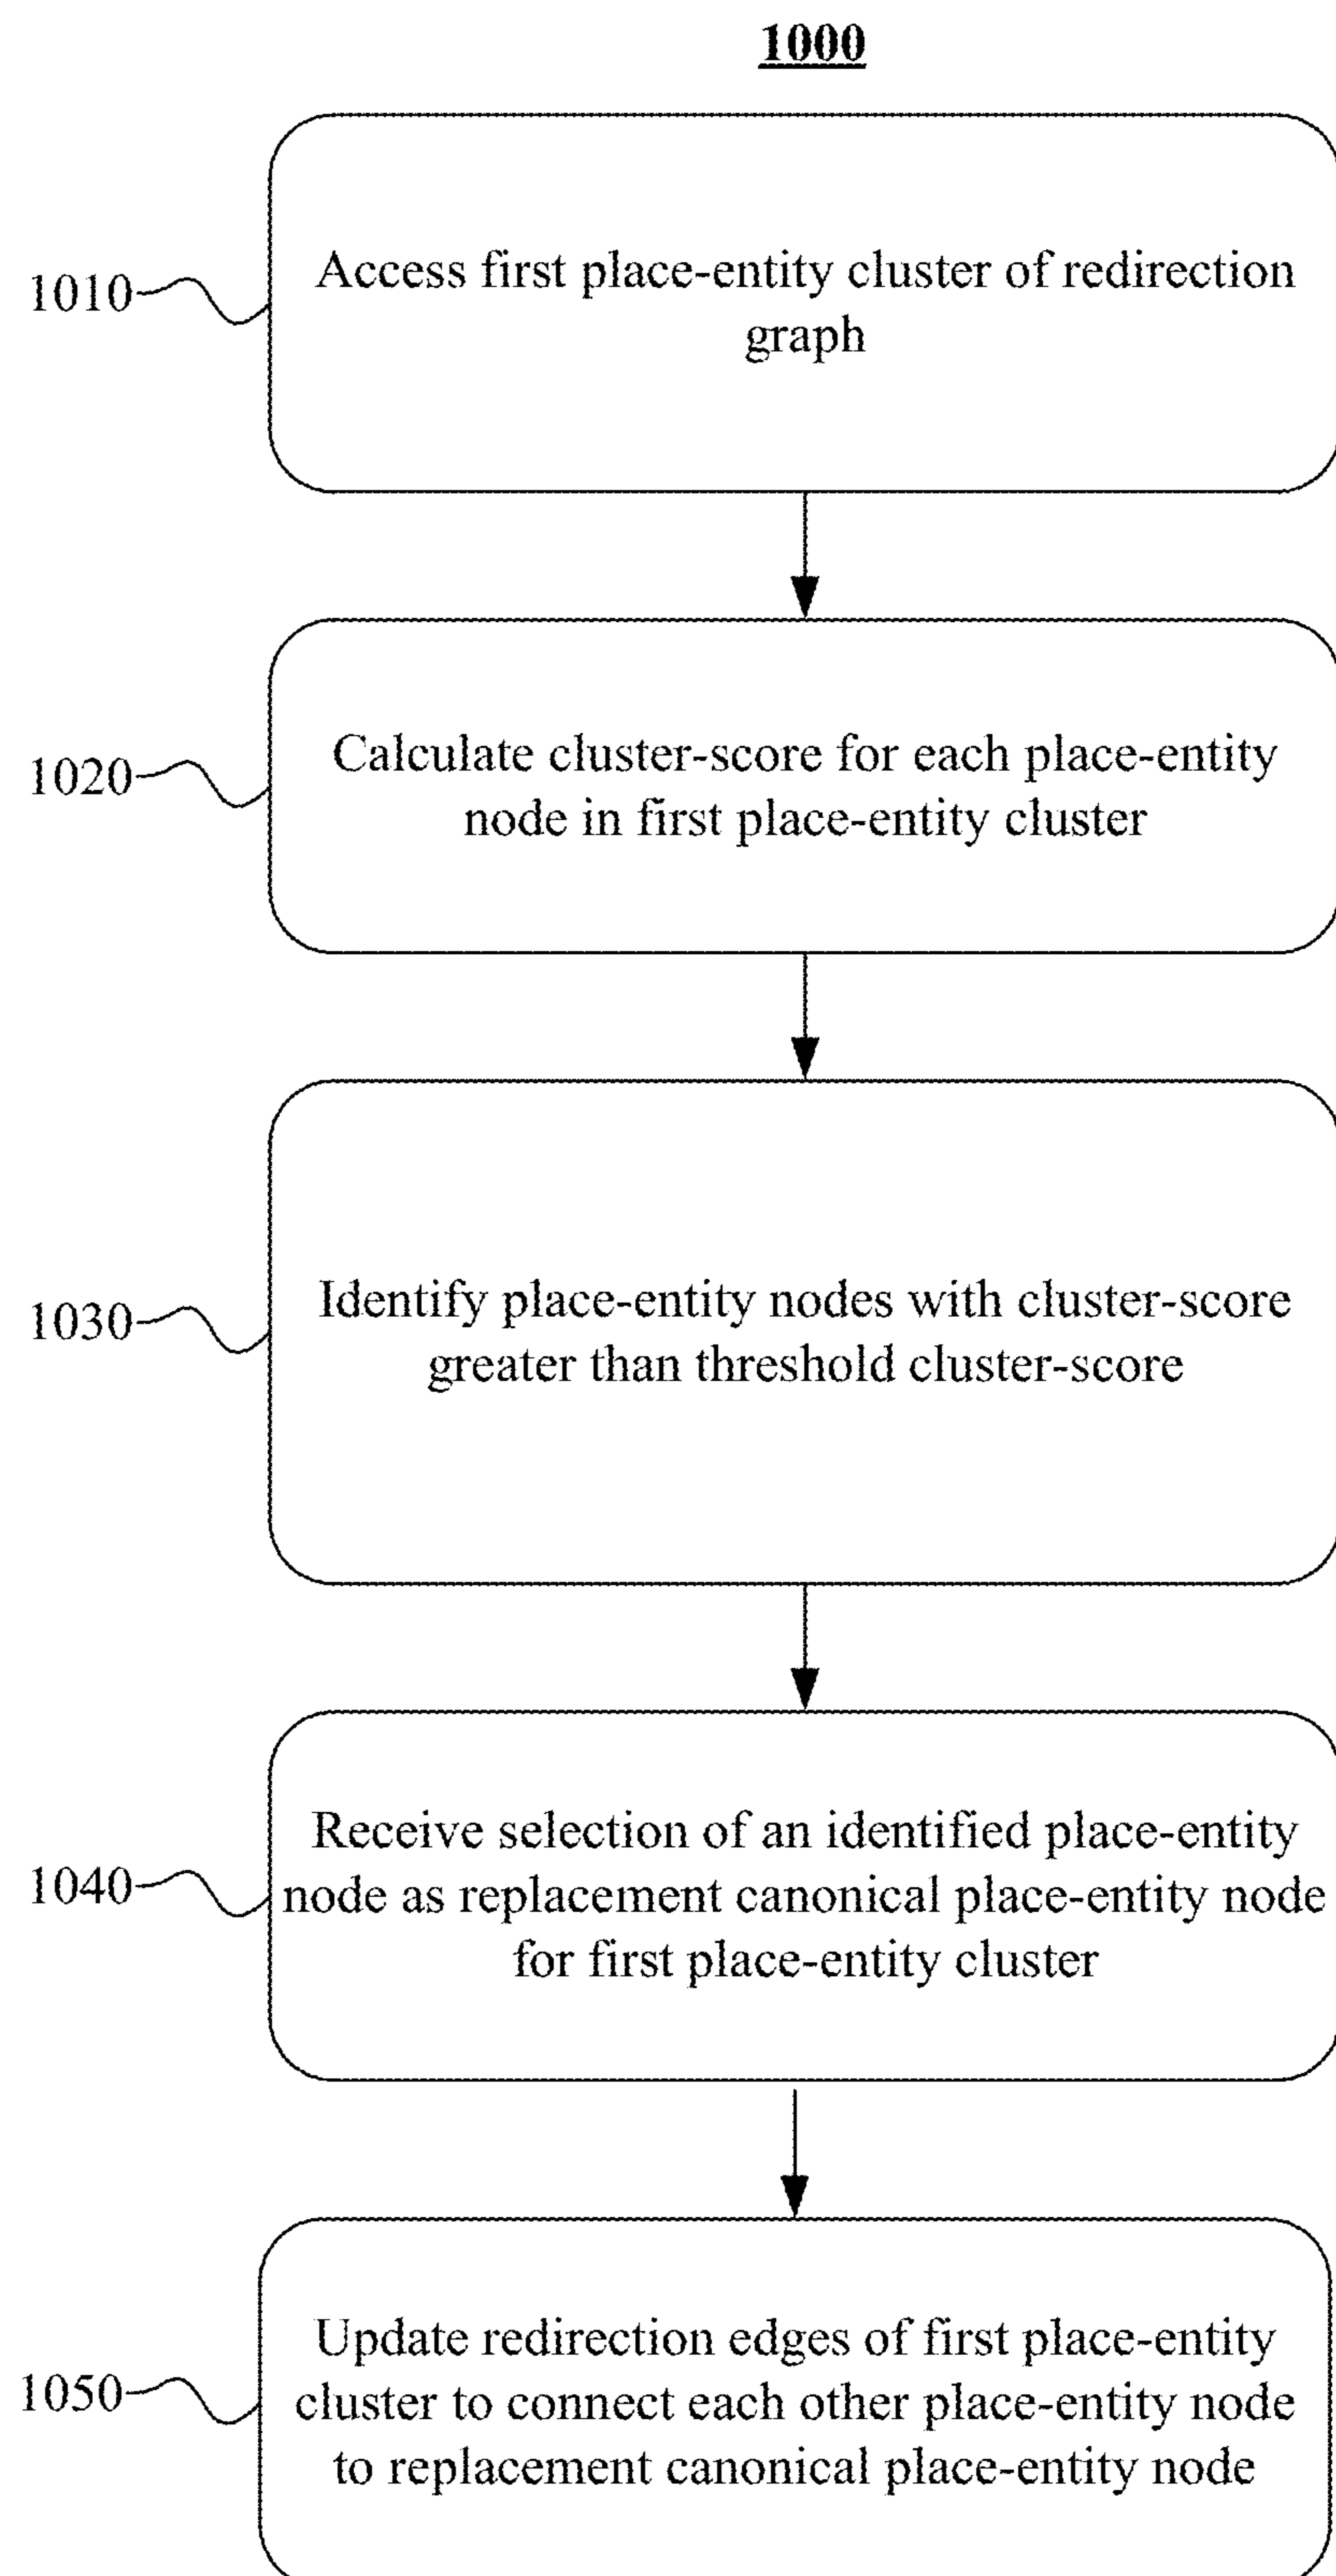 1000
1010
Access first place-entity cluster of redirection
graph
1020
Calculate cluster-score for each place-entity
node in first place-entity cluster
1030
Identify place-entity nodes with cluster-score
greater than threshold cluster-score
1040
Receive selection of an identified place-entity
node as replacement canonical place-entity node
for first place-entity cluster
1050
Update redirection edges of first place-entity
cluster to connect each other place-entity node
to replacement canonical place-entity node